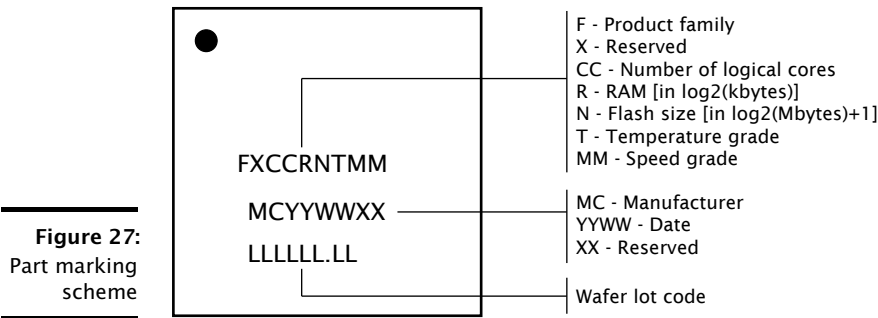 F - Product family
X - Reserved
CC - Number of logical cores
R - RAM [in log2(kbytes)]
N - Flash size [in log2(Mbytes)+1]
T - Temperature grade
MM - Speed grade
FXCCRNTMM
MCYYWWXX
LLLLLL.LL
MC - Manufacturer
YYWW - Date
XX - Reserved
Wafer lot code
Figure 27:
Part marking
scheme